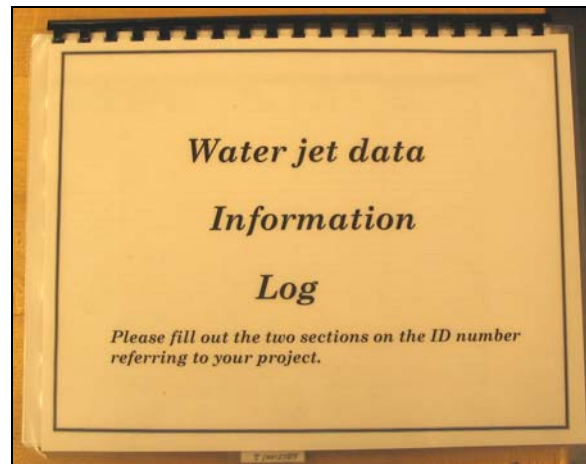 Water jet data
Information
Log
Please fill out the two sections on the ID number
referring to your project.